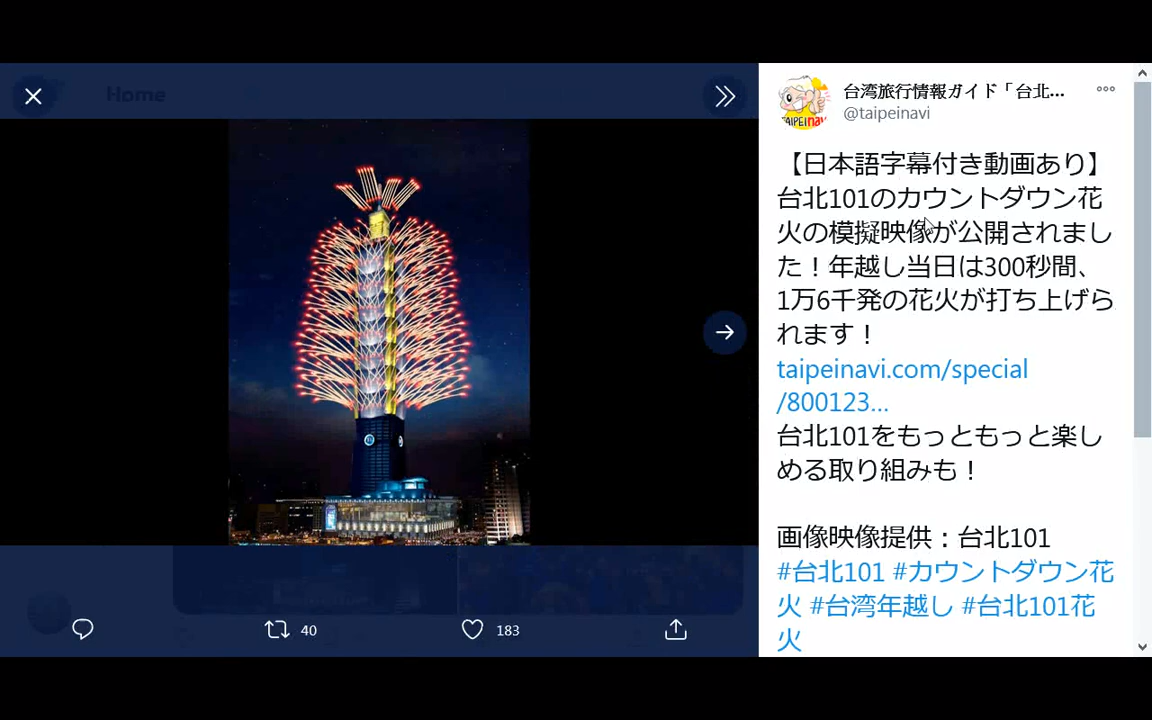 Home
台湾旅行情報ガイド「台北...
@taipeinavi
【日本語字幕付き動画あり】
台北101のカウントダウン花
火の模擬映像が公開されまし
た！年越し当日は300秒間、
1万6千発の花火が打ち上げら
れます！
taipeinavi.com/special
/800123...
台北101をもっともっと楽し
める取り組みも！
画像映像提供：台北101
#台北101 #カウントダウン花
火 #台湾年越し #台北101花
火
40
183
TAIPEI navi